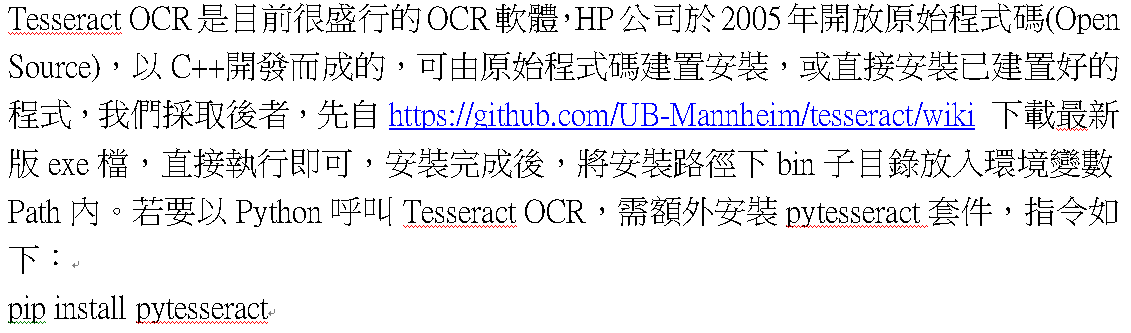 Tesseract OCR 是目前很盛行的 OCR 軟體，HP 公司於 2005 年開放原始程式碼(Open
Source)，以 C++開發而成的，可由原始程式碼建置安裝，或直接安裝已建置好的
程式，我們採取後者，先自 https://github.com/UB-Mannheim/tesseract/wiki 下載最新
版 exe 檔，直接執行即可，安裝完成後，將安裝路徑下 bin 子目錄放入環境變數
Path 內。若要以 Python 呼叫 Tesseract OCR，需額外安裝 pytesseract 套件，指令如
下：
pip install pytesseract